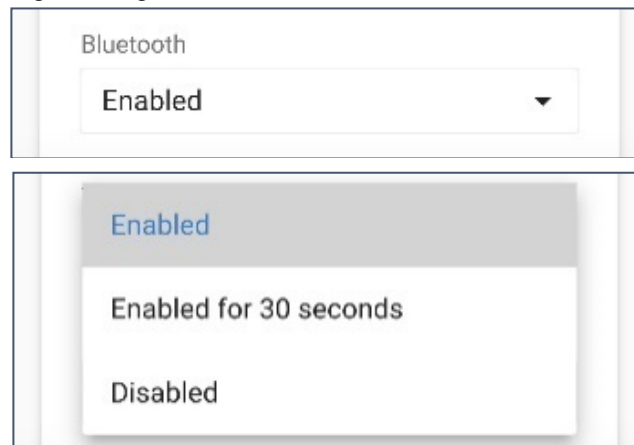 Bluetooth
Enabled
Enabled
Enabled for 30 seconds
Disabled